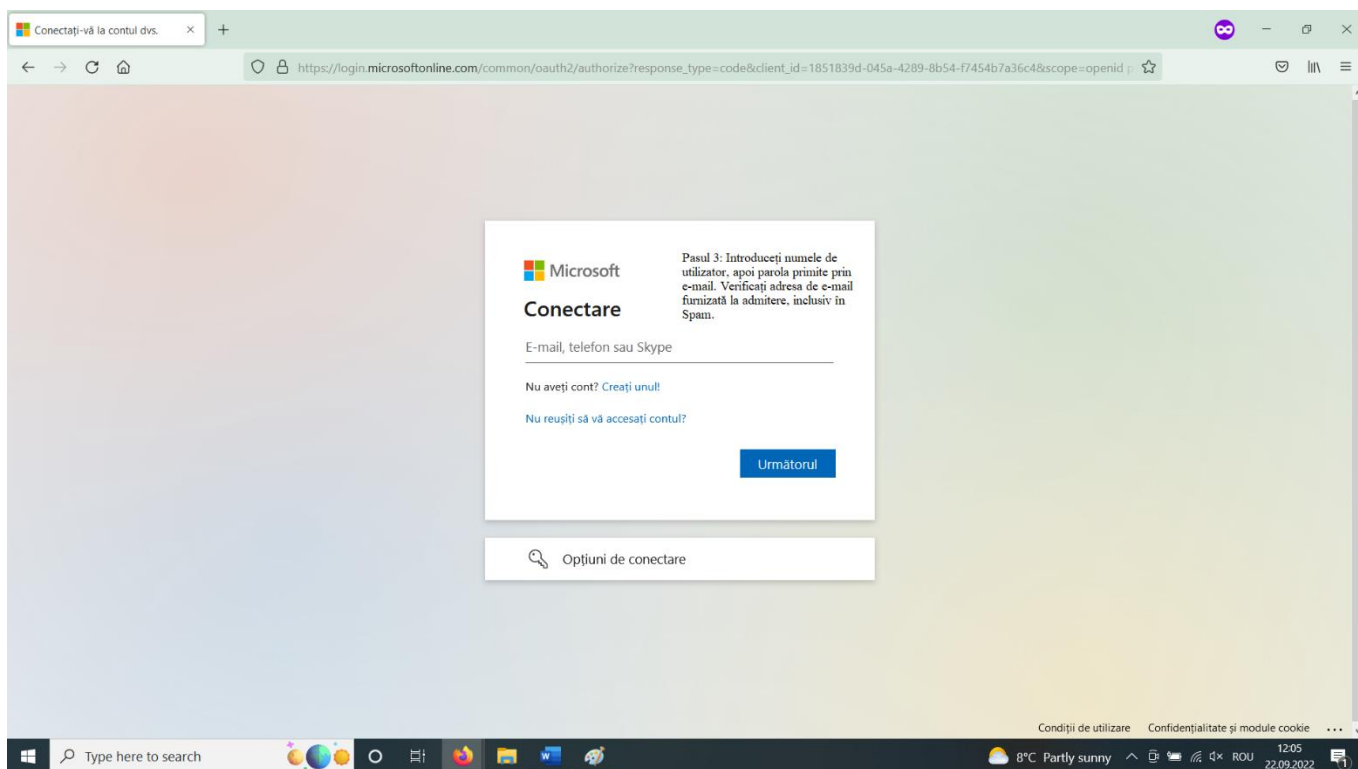 Conectați-vă la contul dvs.
https://login.microsoftonline.com/common/oauth2/authorize?response_type=code&client_id=1851839d-045a-4289-8b54-f7454b7a36c4&scope=openid
Microsoft
Pasul 3: Introduceți numele de
utilizator, apoi parola primite prin
e-mail. Verificați adresa de e-mail
furnizată la admitere, inclusiv în
Spam.
Conectare
E-mail, telefon sau Skype
Nu aveți cont? Creați unul!
Nu reușiți să vă accesați contul?
Următorul
Opțiuni de conectare
Condiții de utilizare Confidențialitate și module cookie ...
Type here to search
8°C Partly sunny
ROU
12:05
22.09.2022
1